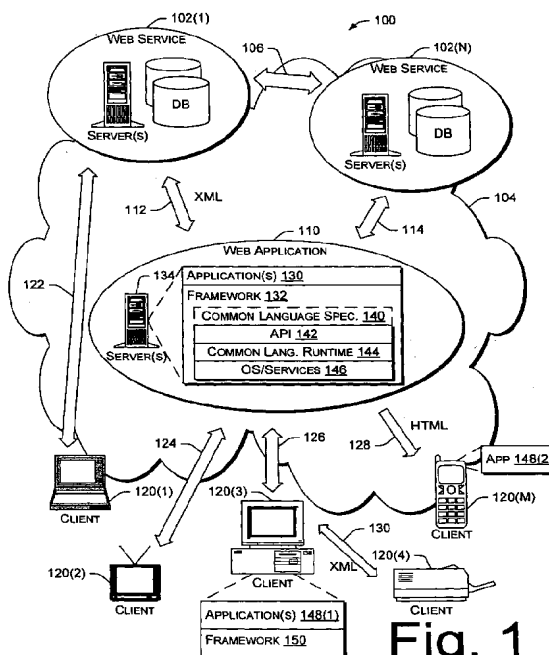 102(1)
100
WEB SERVICE
106
102(N)
WEB SERVICE
DB
SERVER(S)
DB
SERVER(S)
112
XML
104
114
110
WEB APPLICATION
134
APPLICATION(S) 130
FRAMEWORK 132
COMMON LANGUAGE SPEC. 140
API 142
COMMON LANG. RUNTIME 144
OS/SERVICES 146
SERVER(S)
122
124
126
128
HTML
APP 148(2)
120(1)
CLIENT
120(3)
120(M)
CLIENT
130
XML
120(4)
120(2)
CLIENT
CLIENT
CLIENT
APPLICATION(S) 148(1)
FRAMEWORK 150
Fig. 1